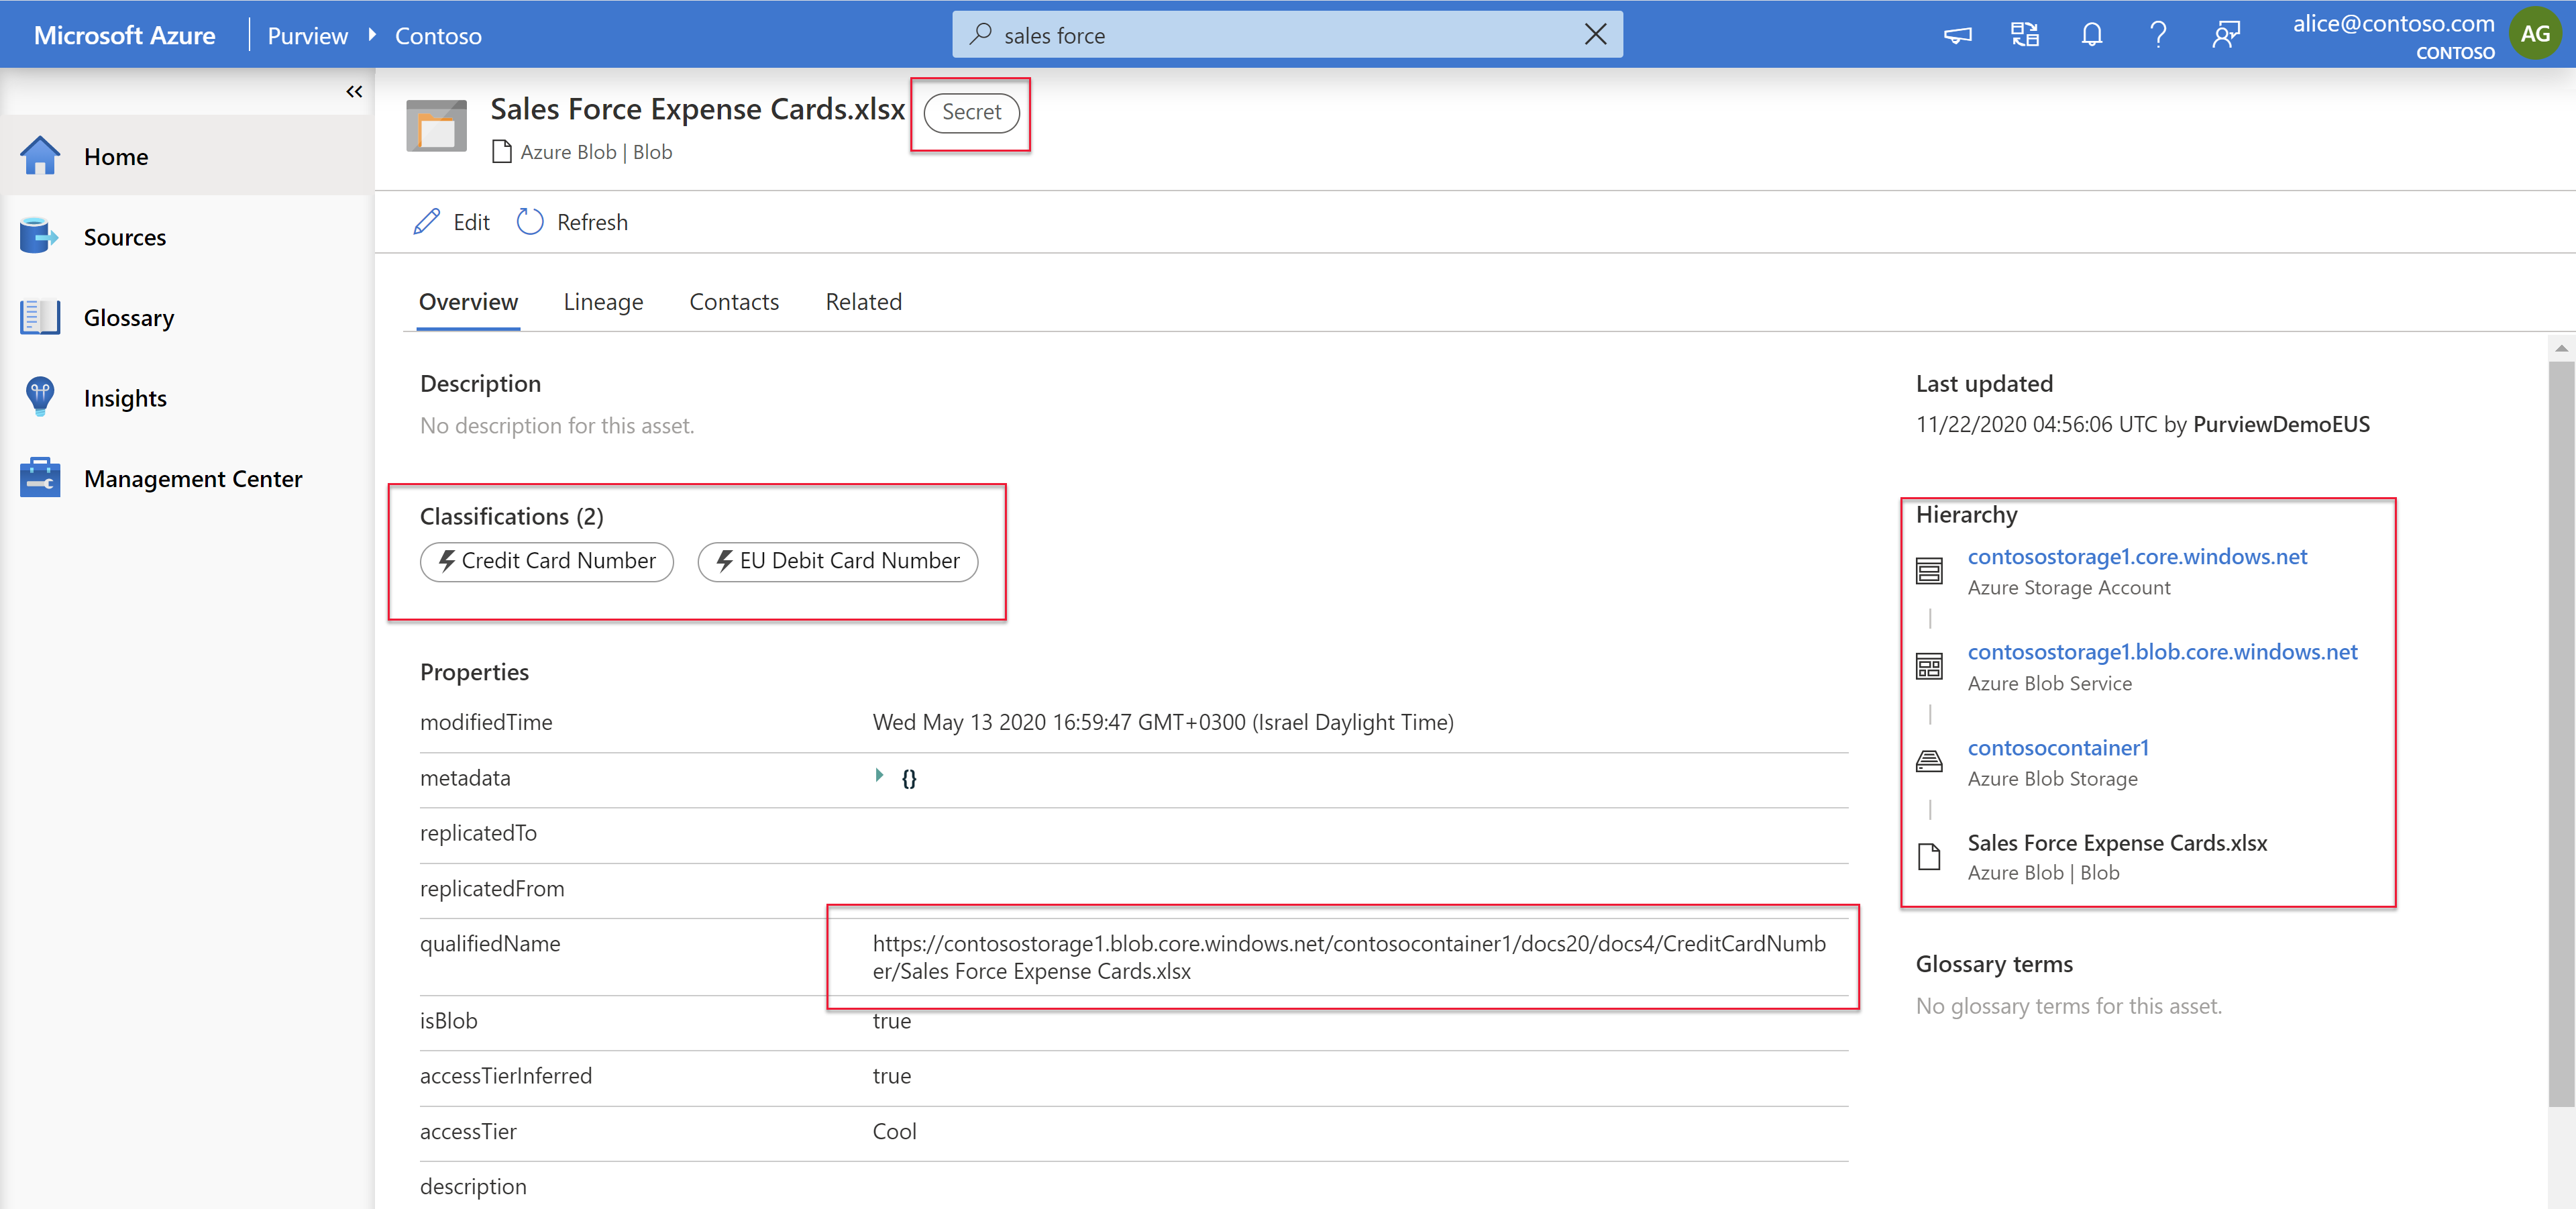 Microsoft Azure
Purview
Contoso
sales force
alice@contoso.com
CONTOSO
AG
«
Home
Sources
Glossary
Insights
Management Center
Sales Force Expense Cards.xlsx
Secret
Azure Blob | Blob
Edit
Refresh
Overview
Lineage
Contacts
Related
Description
No description for this asset.
Classifications (2)
Credit Card Number
EU Debit Card Number
Properties
modifiedTime
Wed May 13 2020 16:59:47 GMT+0300 (Israel Daylight Time)
metadata
{}
replicatedTo
replicatedFrom
qualifiedName
https://contosostorage1.blob.core.windows.net/contosocontainer1/docs20/docs4/CreditCardNumb
er/Sales Force Expense Cards.xlsx
isBlob
true
accessTierInferred
true
accessTier
Cool
description
Last updated
11/22/2020 04:56:06 UTC by PurviewDemoEUS
Hierarchy
contosostorage1.core.windows.net
Azure Storage Account
contosostorage1.blob.core.windows.net
Azure Blob Service
contosocontainer1
Azure Blob Storage
Sales Force Expense Cards.xlsx
Azure Blob | Blob
Glossary terms
No glossary terms for this asset.